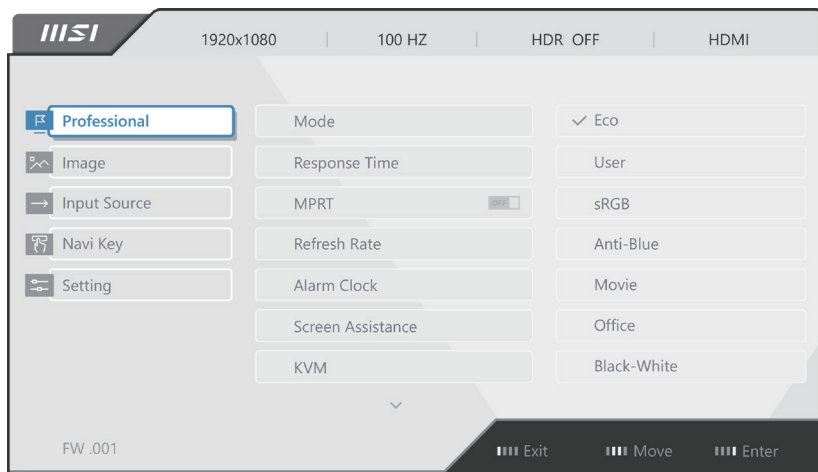 msi
1920x1080 | 100 HZ | HDR OFF | HDMI
Professional
Image
Input Source
Navi Key
Setting
Mode
Response Time
MPRT OFF
Refresh Rate
Alarm Clock
Screen Assistance
KVM
Eco
User
sRGB
Anti-Blue
Movie
Office
Black-White
FW .001
Exit Move Enter